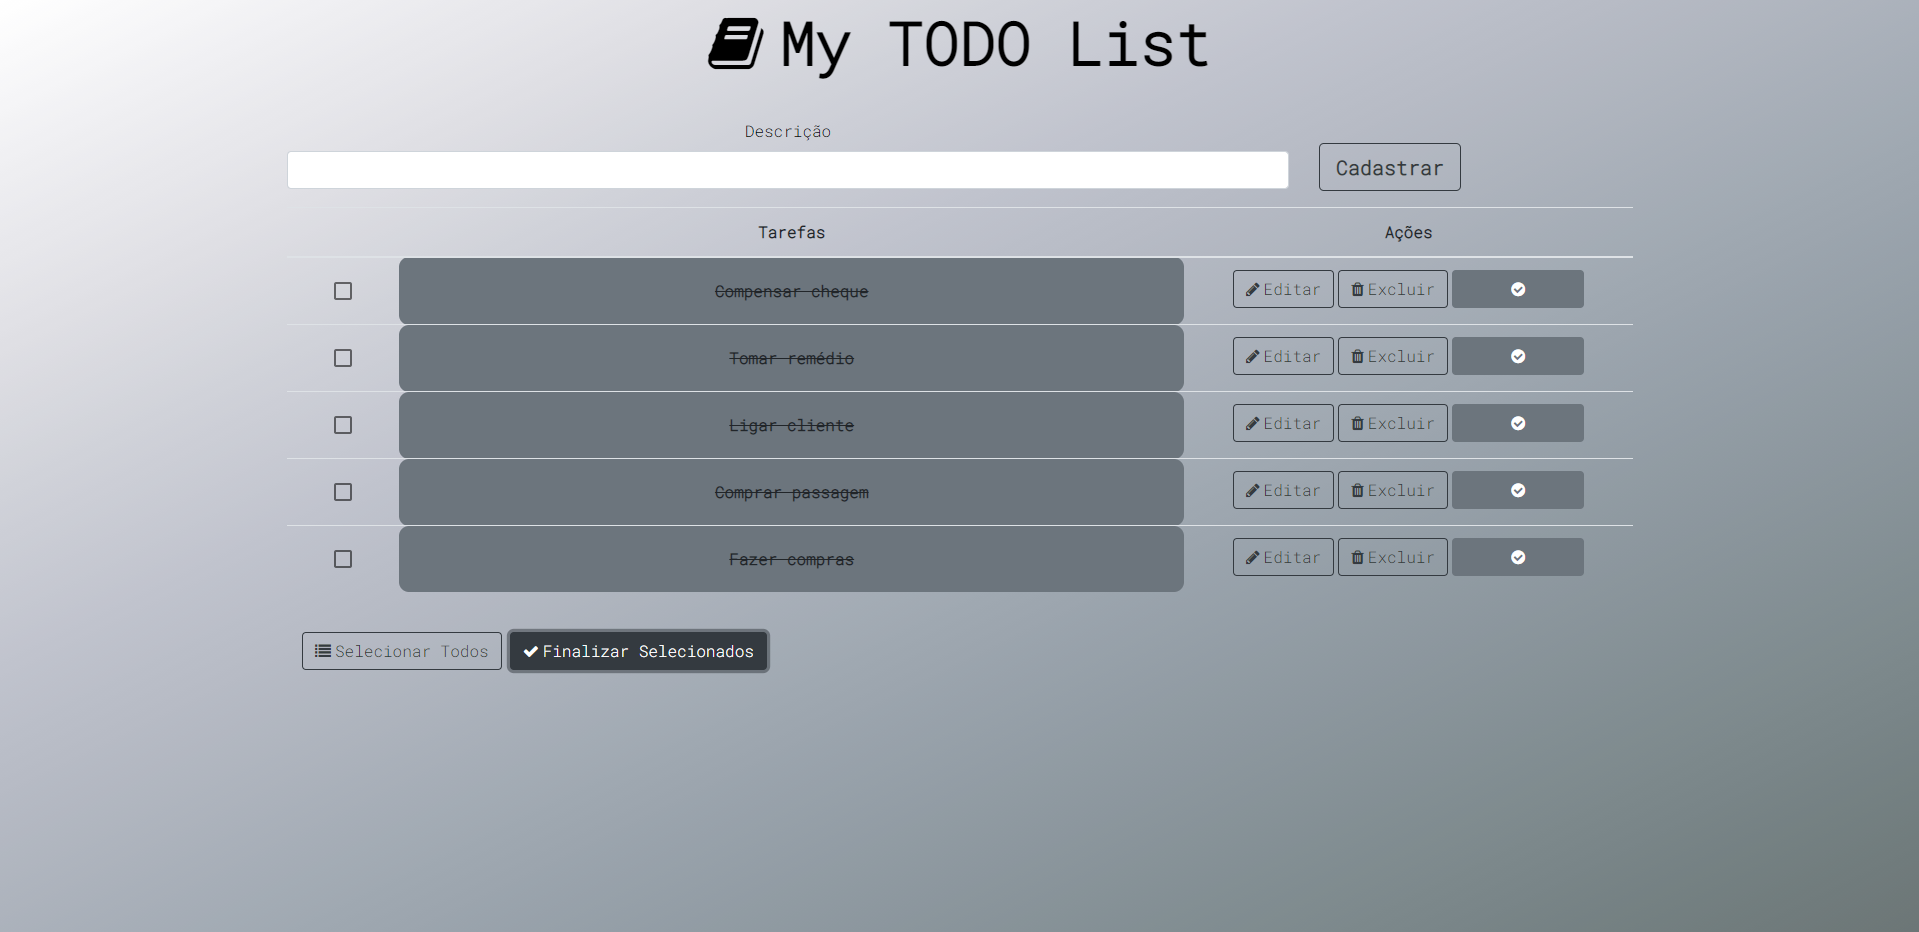 My TODO List
Descrição
Cadastrar
Tarefas Ações
Compensar cheque Editar Excluir
Tomar remédio Editar Excluir
Ligar cliente Editar Excluir
Comprar passagem Editar Excluir
Fazer compras Editar Excluir
Selecionar Todos Finalizar Selecionados